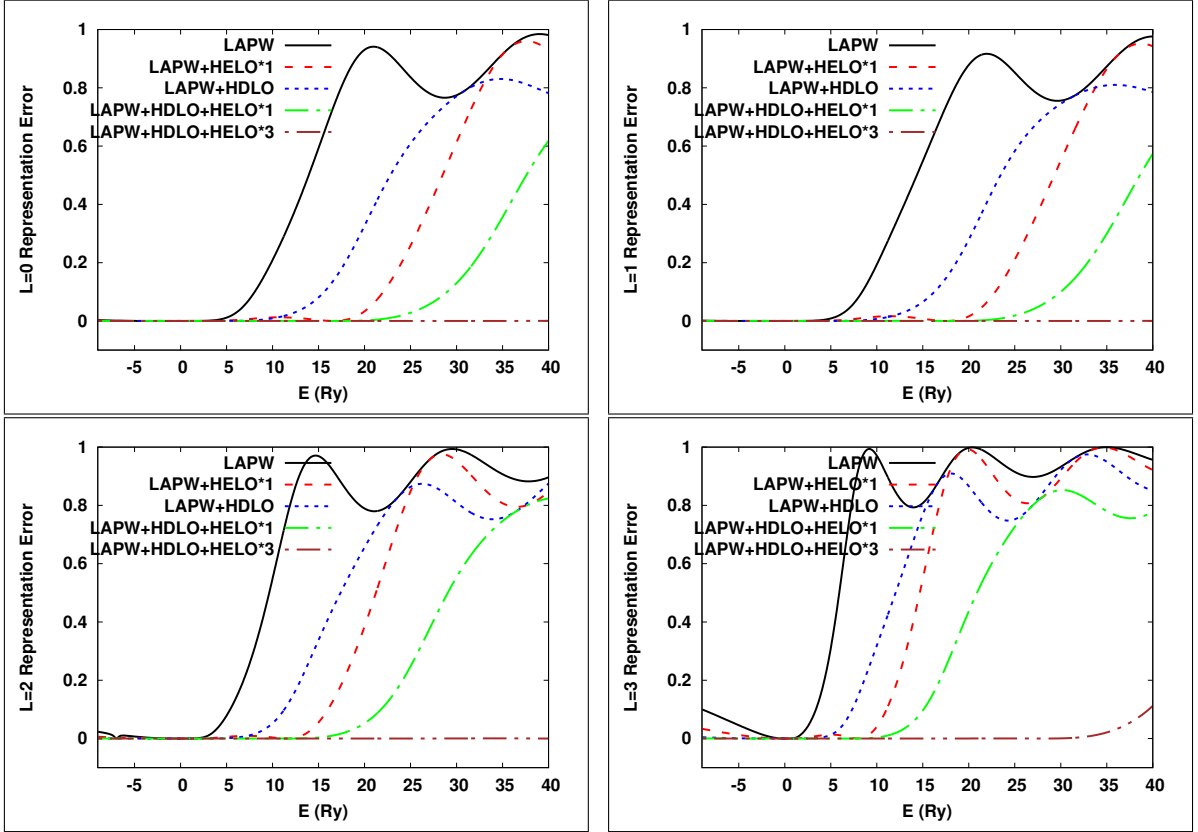 1
0.8
0.6
0.4
0.2
0
L=0 Representation Error
LAPW
LAPW+HELO*1
LAPW+HDLO
LAPW+HDLO+HELO*1
LAPW+HDLO+HELO*3
-5 0 5 10 15 20 25 30 35 40
E (Ry)
1
0.8
0.6
0.4
0.2
0
L=1 Representation Error
LAPW
LAPW+HELO*1
LAPW+HDLO
LAPW+HDLO+HELO*1
LAPW+HDLO+HELO*3
-5 0 5 10 15 20 25 30 35 40
E (Ry)
1
0.8
0.6
0.4
0.2
0
L=2 Representation Error
LAPW
LAPW+HELO*1
LAPW+HDLO
LAPW+HDLO+HELO*1
LAPW+HDLO+HELO*3
-5 0 5 10 15 20 25 30 35 40
E (Ry)
1
0.8
0.6
0.4
0.2
0
L=3 Representation Error
LAPW
LAPW+HELO*1
LAPW+HDLO
LAPW+HDLO+HELO*1
LAPW+HDLO+HELO*3
-5 0 5 10 15 20 25 30 35 40
E (Ry)